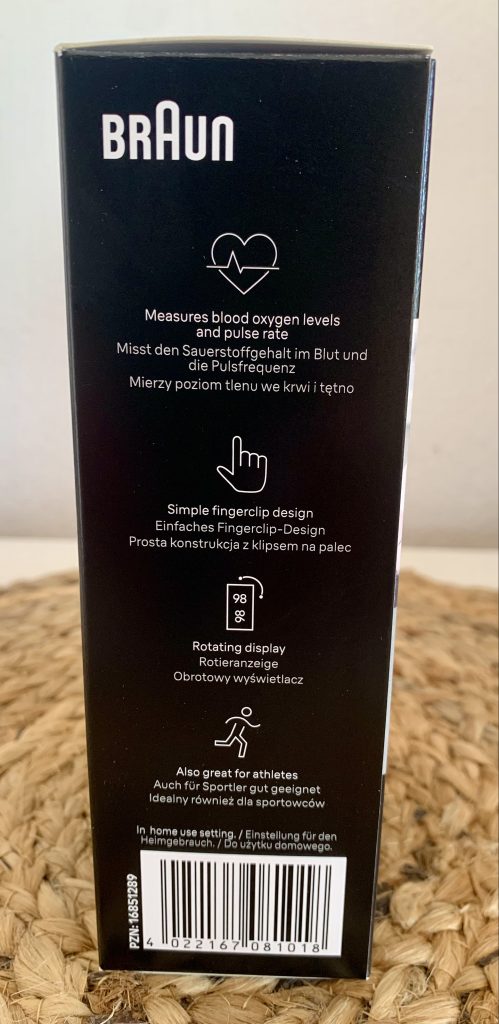 BRAUN
Measures blood oxygen levels
and pulse rate
Misst den Sauerstoffgehalt im Blut und
die Pulsfrequenz
Mierzy poziom tlenu we krwi i tętno
Simple fingerclip design
Einfaches Fingerclip-Design
Prosta konstrukcja z klipsem na palec
98
98
Rotating display
Rotieranzeige
Obrotowy wyświetlacz
Also great for athletes
Auch für Sportler gut geeignet
Idealny również dla sportowców
In home use setting. / Einstellung für den
Heimgebrauch. / Do użytku domowego.
PZN: 16851289
4 022167 081018